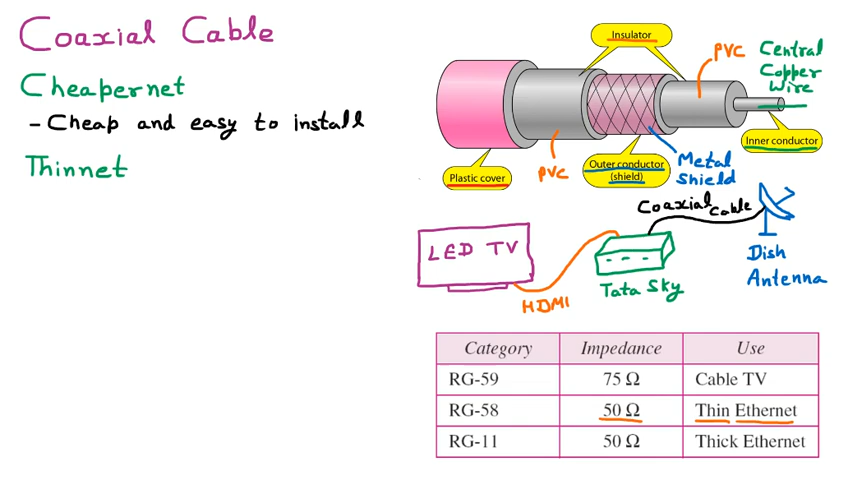 Coaxial Cable
Cheapernet
- Cheap and easy to install
Thinnet
Insulator
PVC
Central
Copper
Wire
Inner conductor
Outer conductor
(shield)
Metal
Shield
PVC
Plastic cover
Coaxial Cable
LED TV
HDMI
Tata Sky
Dish
Antenna
Category Impedance Use
RG-59 75 Ω Cable TV
RG-58 50 Ω Thin Ethernet
RG-11 50 Ω Thick Ethernet